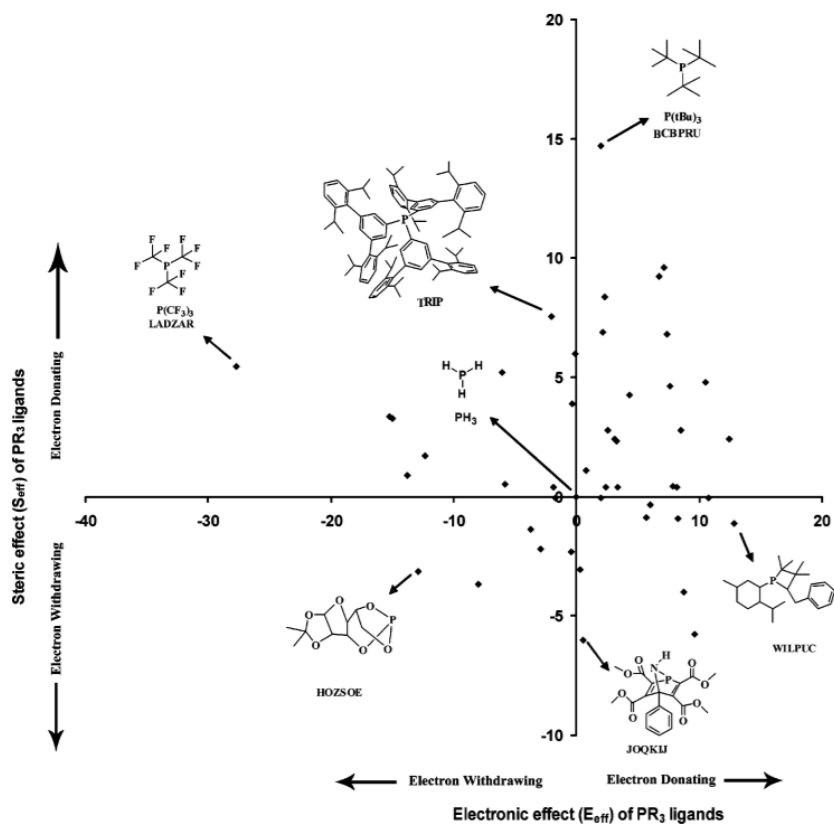 20
P
P(tBu)3
BCBPRU
15
P
TRIP
10
F F
F F F F
P
F F F
P(CF3)3
LADZAR
H H
P
H
PH3
5
0
-40 -30 -20 -10 0 10 20
Steric effect (Seff) of PR3 ligands
Electron Donating
Electron Withdrawing
O O O P
O O O
HOZSOE
-5
P
WILPUC
H
N
P
O O O O
O O O O
JOQKIJ
-10
Electron Withdrawing Electron Donating
Electronic effect (Eeff) of PR3 ligands